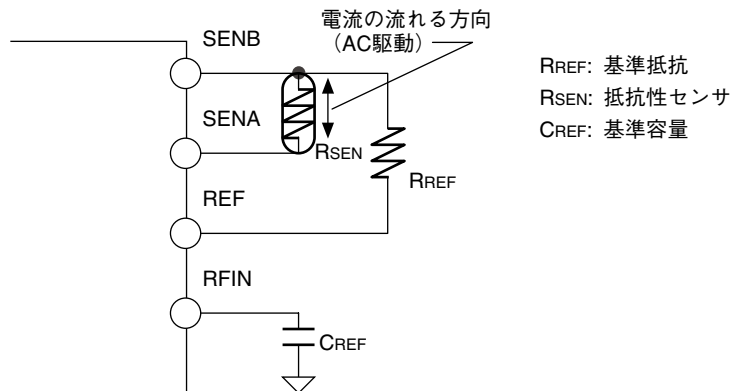 電流の流れる方向
（AC駆動）
SENB
SENA
REF
RFIN
RSEN
RREF
CREF
RREF: 基準抵抗
RSEN: 抵抗性センサ
CREF: 基準容量